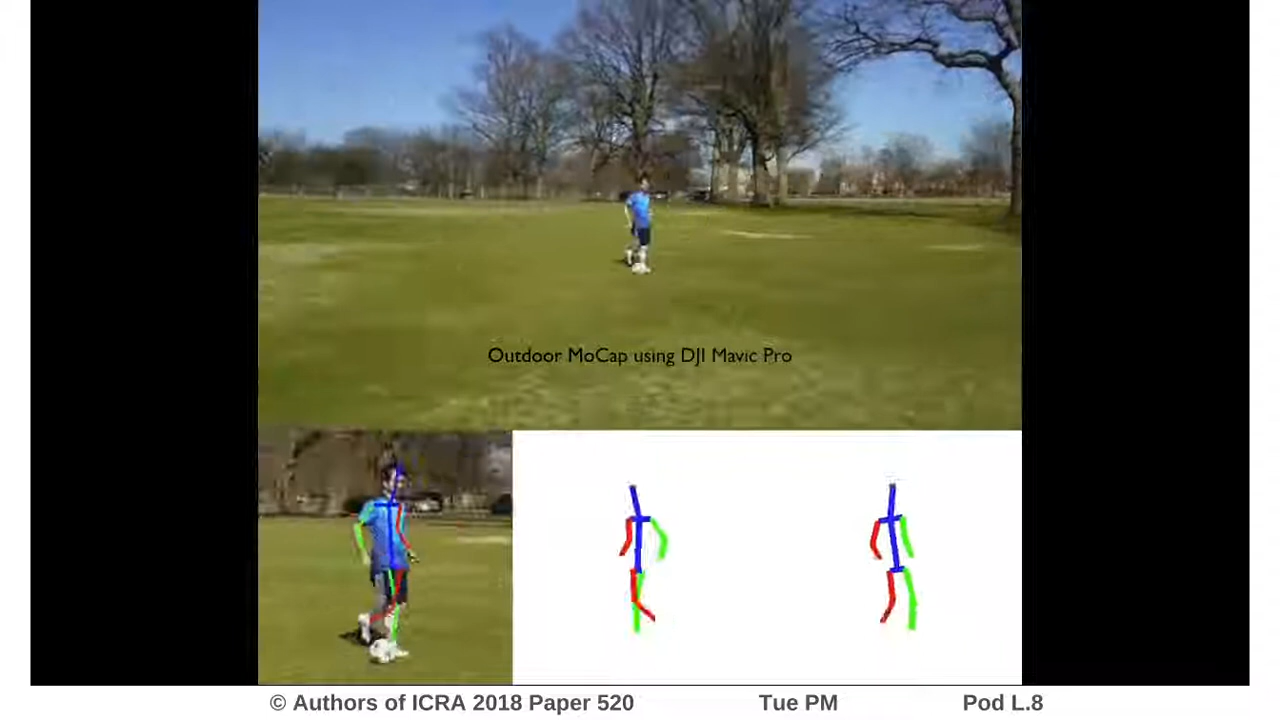 Outdoor MoCap using DJI Mavic Pro
© Authors of ICRA 2018 Paper 520 Tue PM Pod L.8